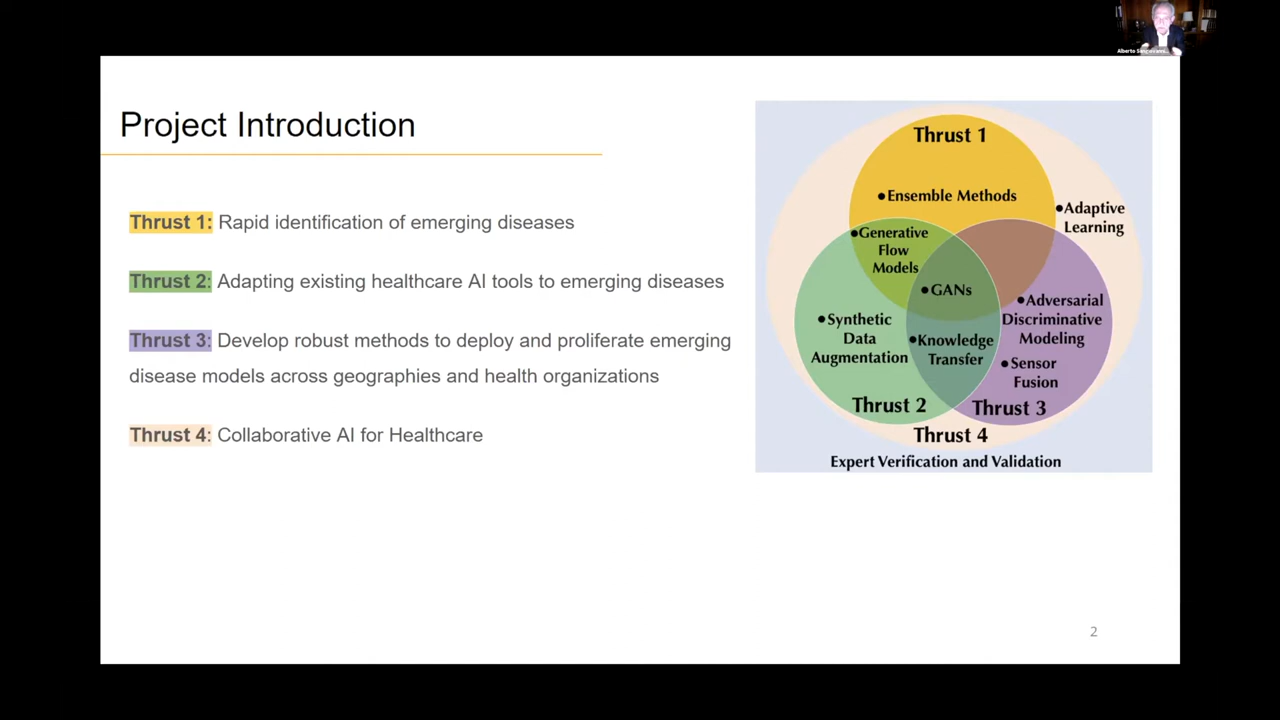 Alberto
Project Introduction
Thrust 1: Rapid identification of emerging diseases
Thrust 2: Adapting existing healthcare AI tools to emerging diseases
Thrust 3: Develop robust methods to deploy and proliferate emerging
disease models across geographies and health organizations
Thrust 4: Collaborative AI for Healthcare
Thrust 1
•Ensemble Methods
•Adaptive
Learning
•Generative
Flow
Models
•GANs
•Adversarial
Discriminative
Modeling
•Synthetic
Data
Augmentation
•Knowledge
Transfer
•Sensor
Fusion
Thrust 2
Thrust 3
Thrust 4
Expert Verification and Validation
2